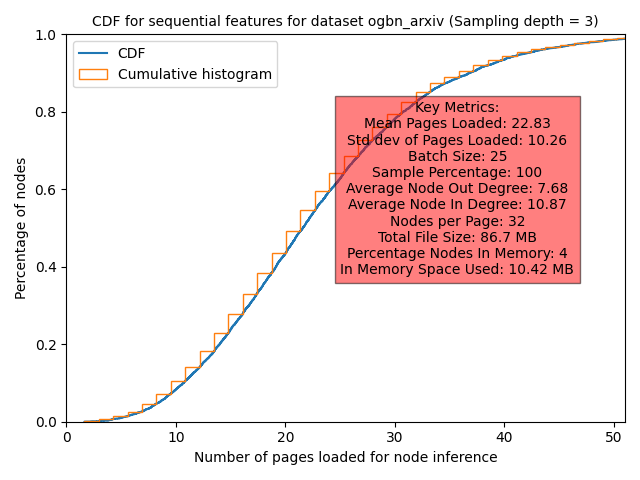 CDF for sequential features for dataset ogbn_arxiv (Sampling depth = 3)
CDF
Cumulative histogram
Key Metrics:
Mean Pages Loaded: 22.83
Std dev of Pages Loaded: 10.26
Batch Size: 25
Sample Percentage: 100
Average Node Out Degree: 7.68
Average Node In Degree: 10.87
Nodes per Page: 32
Total File Size: 86.7 MB
Percentage Nodes In Memory: 4
In Memory Space Used: 10.42 MB
Percentage of nodes
1.0
0.8
0.6
0.4
0.2
0.0
0 10 20 30 40 50
Number of pages loaded for node inference